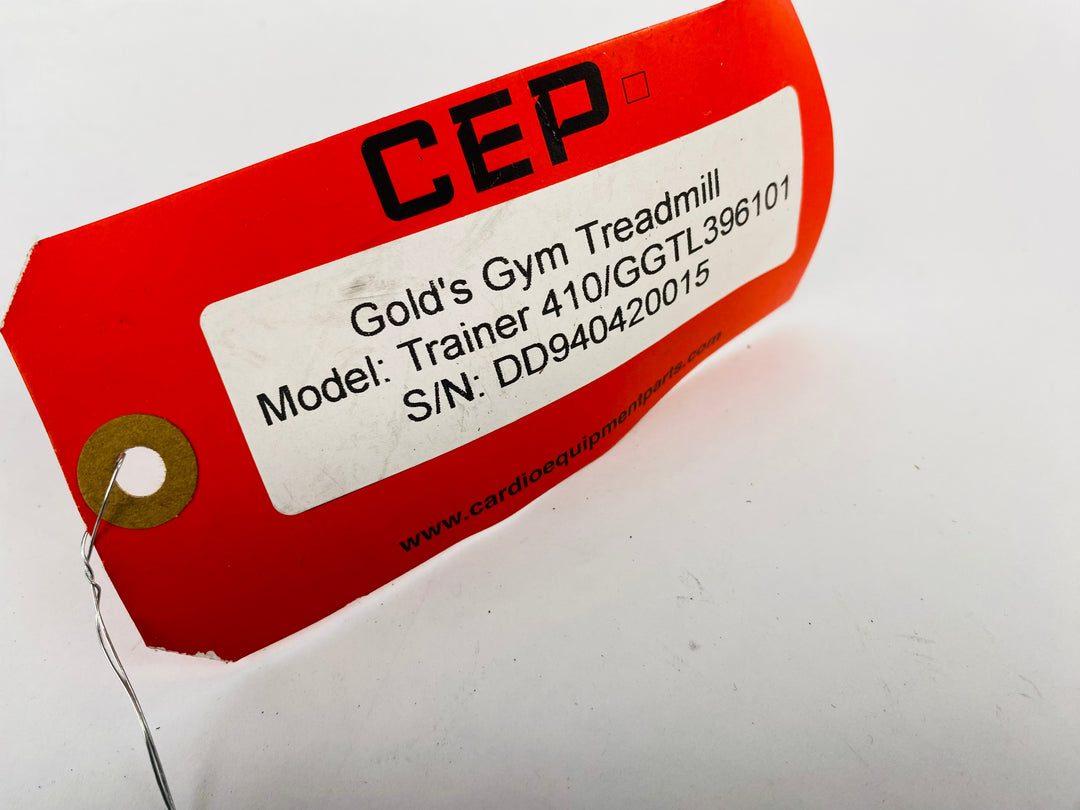 CEP
Gold's Gym Treadmill
Model: Trainer 410/GGTL396101
S/N: DD940420015
www.cardioequipmentparts.com